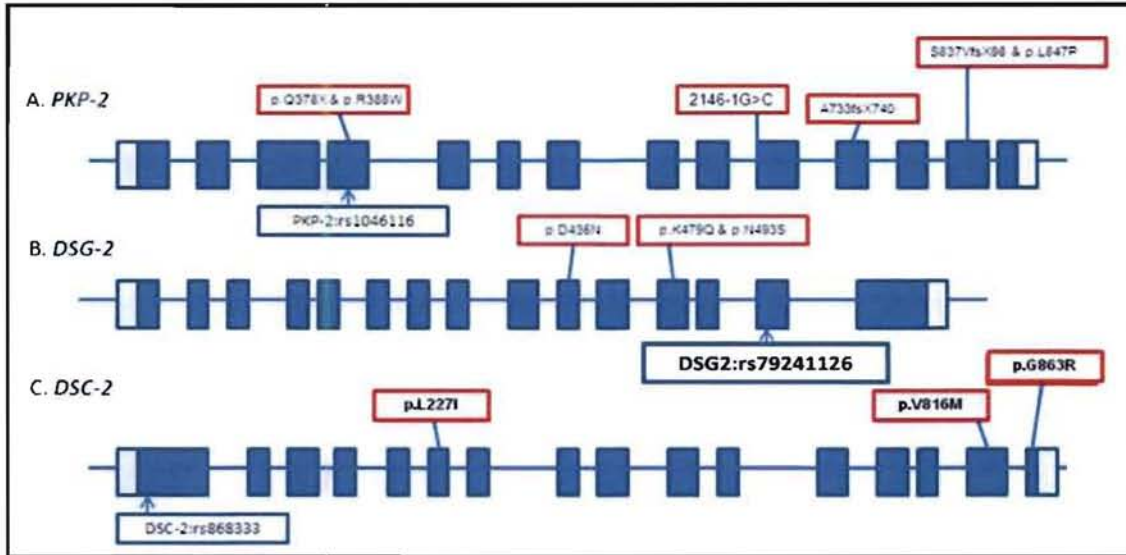 S837VfsX98 & p.L847P
A. PKP-2
p.Q378X & p.R388W
2146-1G>C
A733fsX740
PKP-2:rs1046116
B. DSG-2
p.D436N
p.K479Q & p.N493S
DSG2:rs79241126
C. DSC-2
p.G863R
p.L227I
p.V816M
DSC-2:rs868333